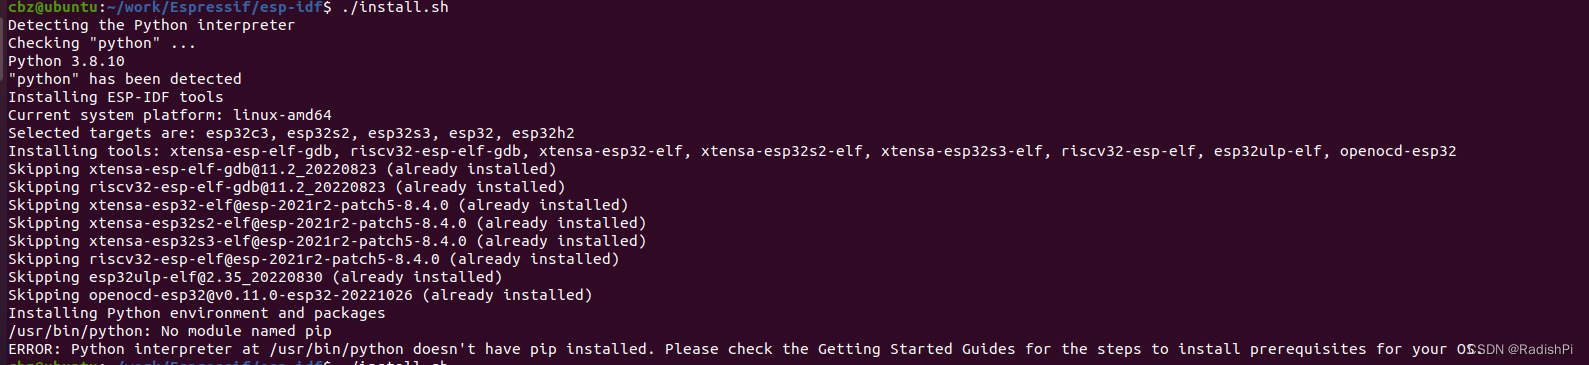 cbz@ubuntu:~/work/Espressif/esp-idf$ ./install.sh
Detecting the Python interpreter
Checking "python" ...
Python 3.8.10
"python" has been detected
Installing ESP-IDF tools
Current system platform: linux-amd64
Selected targets are: esp32c3, esp32s2, esp32s3, esp32, esp32h2
Installing tools: xtensa-esp-elf-gdb, riscv32-esp-elf-gdb, xtensa-esp32-elf, xtensa-esp32s2-elf, xtensa-esp32s3-elf, riscv32-esp-elf, esp32ulp-elf, openocd-esp32
Skipping xtensa-esp-elf-gdb@11.2_20220823 (already installed)
Skipping riscv32-esp-elf-gdb@11.2_20220823 (already installed)
Skipping xtensa-esp32-elf@esp-2021r2-patch5-8.4.0 (already installed)
Skipping xtensa-esp32s2-elf@esp-2021r2-patch5-8.4.0 (already installed)
Skipping xtensa-esp32s3-elf@esp-2021r2-patch5-8.4.0 (already installed)
Skipping riscv32-esp-elf@esp-2021r2-patch5-8.4.0 (already installed)
Skipping esp32ulp-elf@2.35_20220830 (already installed)
Skipping openocd-esp32@v0.11.0-esp32-20221026 (already installed)
Installing Python environment and packages
/usr/bin/python: No module named pip
ERROR: Python interpreter at /usr/bin/python doesn't have pip installed. Please check the Getting Started Guides for the steps to install prerequisites for your OS.
CSDN @RadishPi
cbz@ubuntu:~/work/Espressif/esp-idf$ ./install.sh